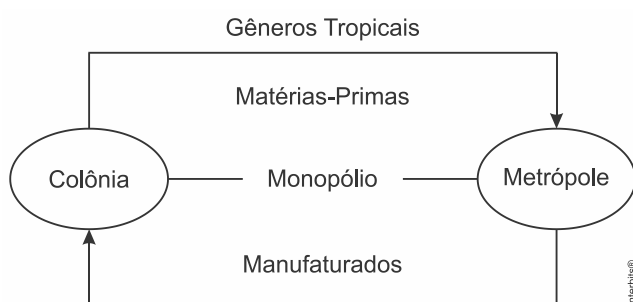 Gêneros Tropicais
Matérias-Primas
Colônia
Monopólio
Metrópole
Manufaturados